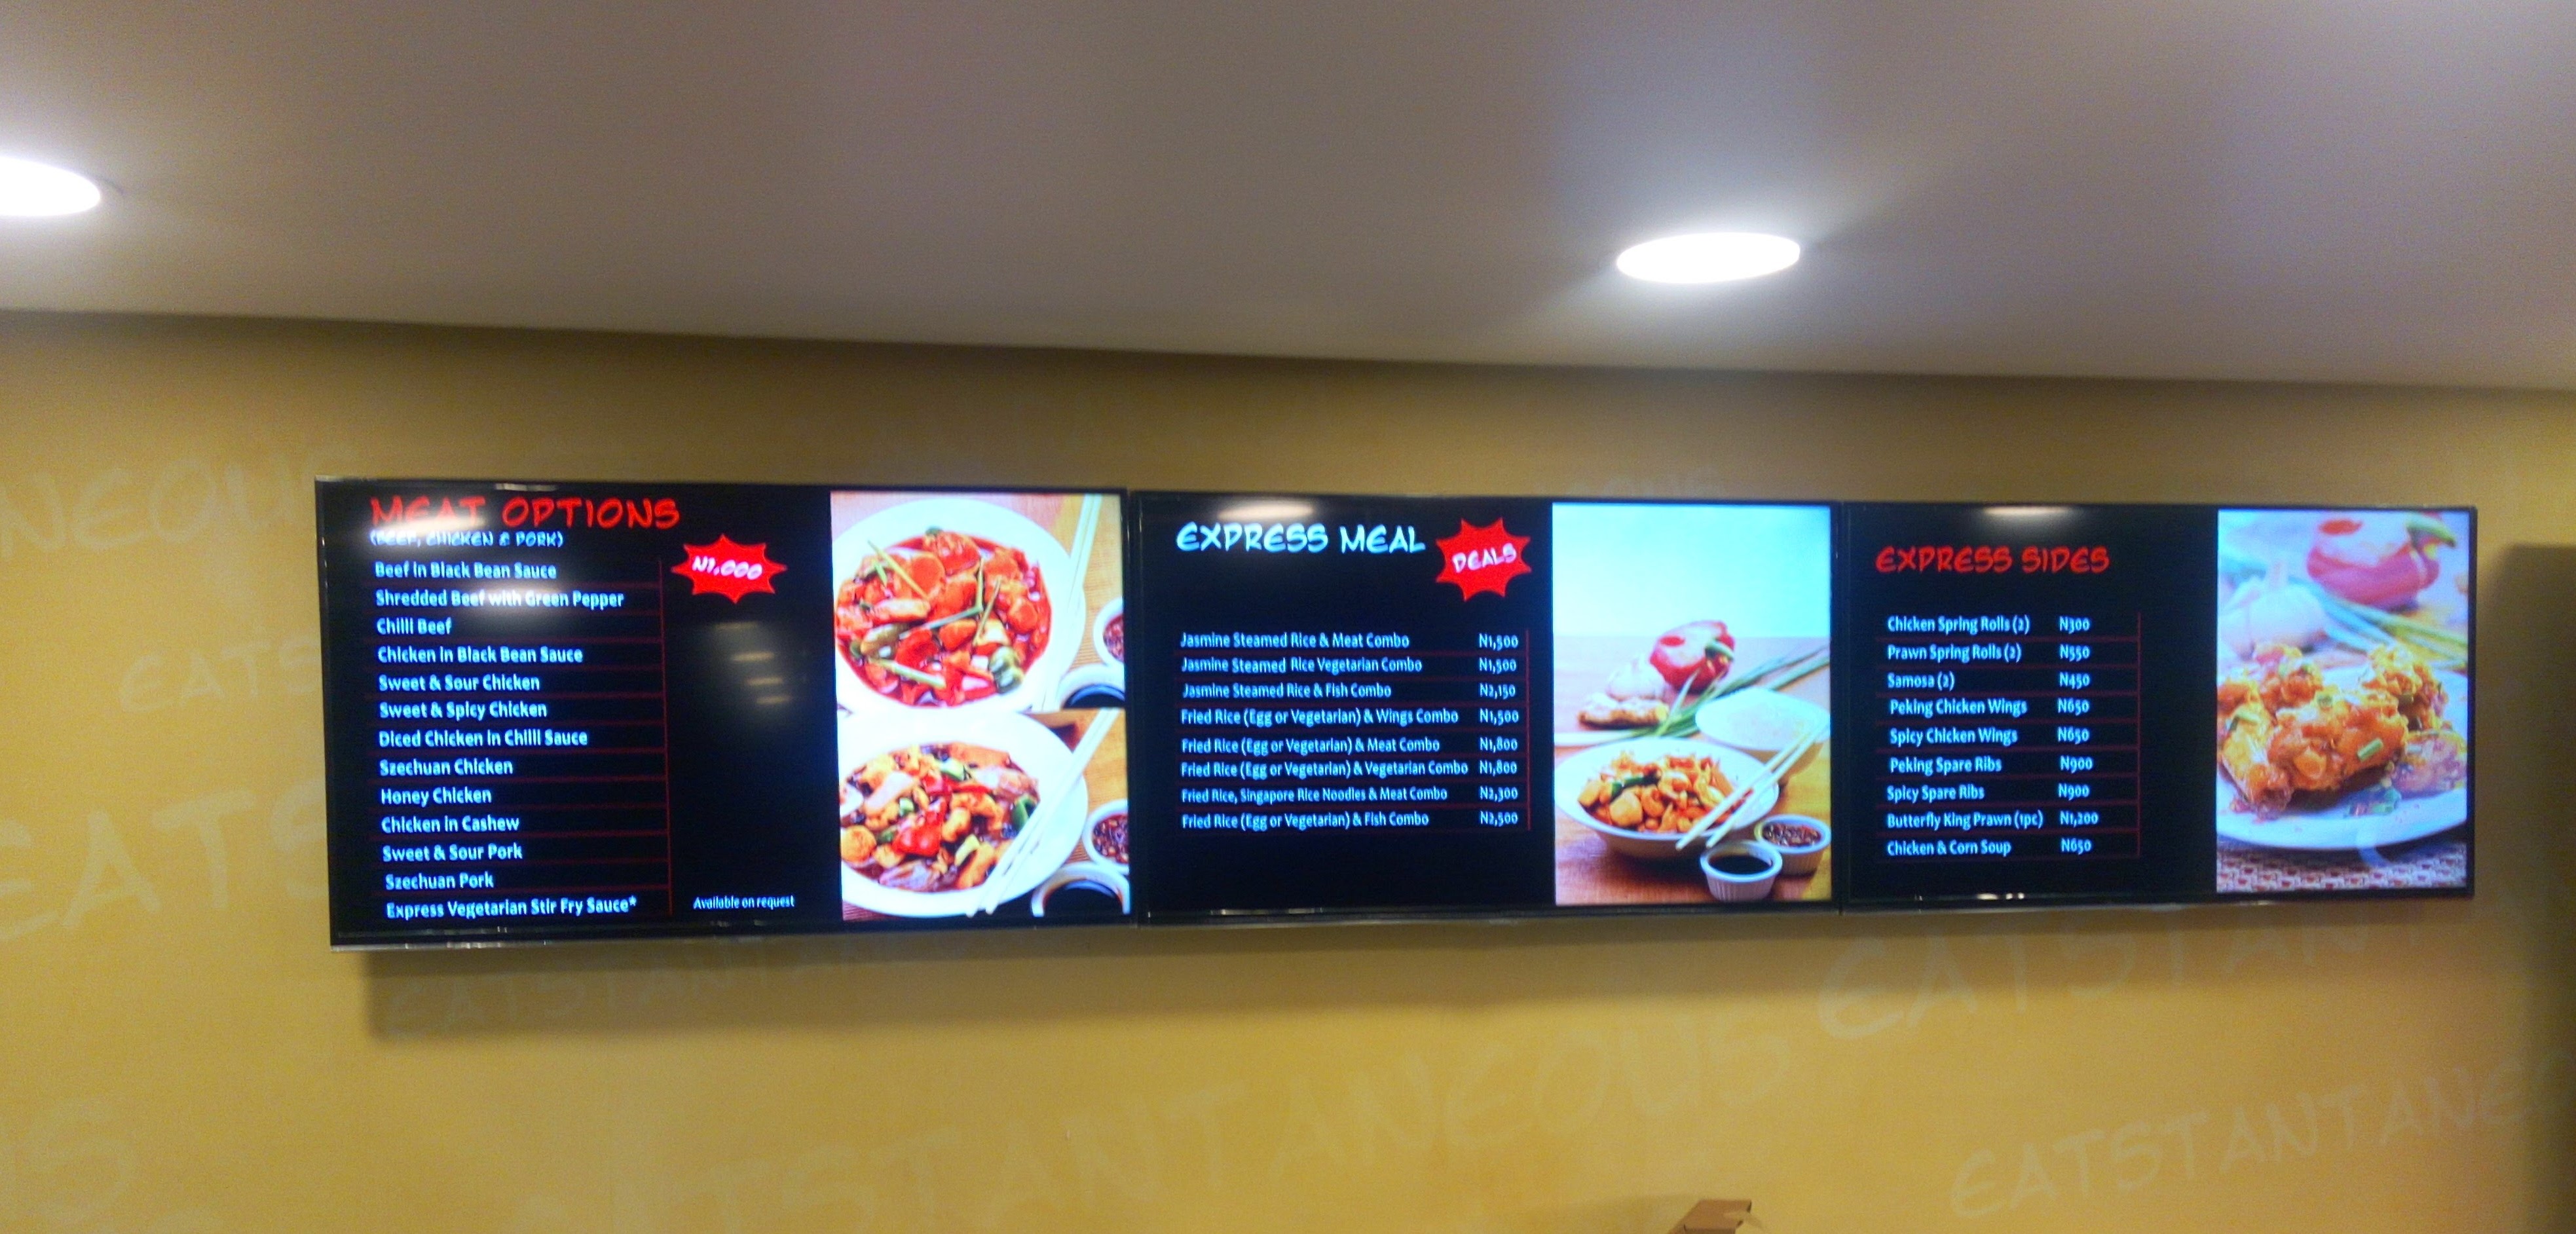 MEAT OPTIONS
(BEEF, CHICKEN & PORK)
N1,000
Beef in Black Bean Sauce
Shredded Beef with Green Pepper
Chilli Beef
Chicken in Black Bean Sauce
Sweet & Sour Chicken
Sweet & Spicy Chicken
Diced Chicken in Chilli Sauce
Szechuan Chicken
Honey Chicken
Chicken in Cashew
Sweet & Sour Pork
Szechuan Pork
Express Vegetarian Stir Fry Sauce*
Available on request
EXPRESS MEAL
DEALS
Jasmine Steamed Rice & Meat Combo N1,500
Jasmine Steamed Rice Vegetarian Combo N1,500
Jasmine Steamed Rice & Fish Combo N2,150
Fried Rice (Egg or Vegetarian) & Wings Combo N1,500
Fried Rice (Egg or Vegetarian) & Meat Combo N1,800
Fried Rice (Egg or Vegetarian) & Vegetarian Combo N1,800
Fried Rice, Singapore Rice Noodles & Meat Combo N2,300
Fried Rice (Egg or Vegetarian) & Fish Combo N2,500
EXPRESS SIDES
Chicken Spring Rolls (2) N300
Prawn Spring Rolls (2) N550
Samosa (2) N450
Peking Chicken Wings N650
Spicy Chicken Wings N650
Peking Spare Ribs N900
Spicy Spare Ribs N900
Butterfly King Prawn (1pc) N1,200
Chicken & Corn Soup N650
NEOUS
EATS
EATS
EATSTANTA
EATSTANTANEOUS
EATSTANTANEO